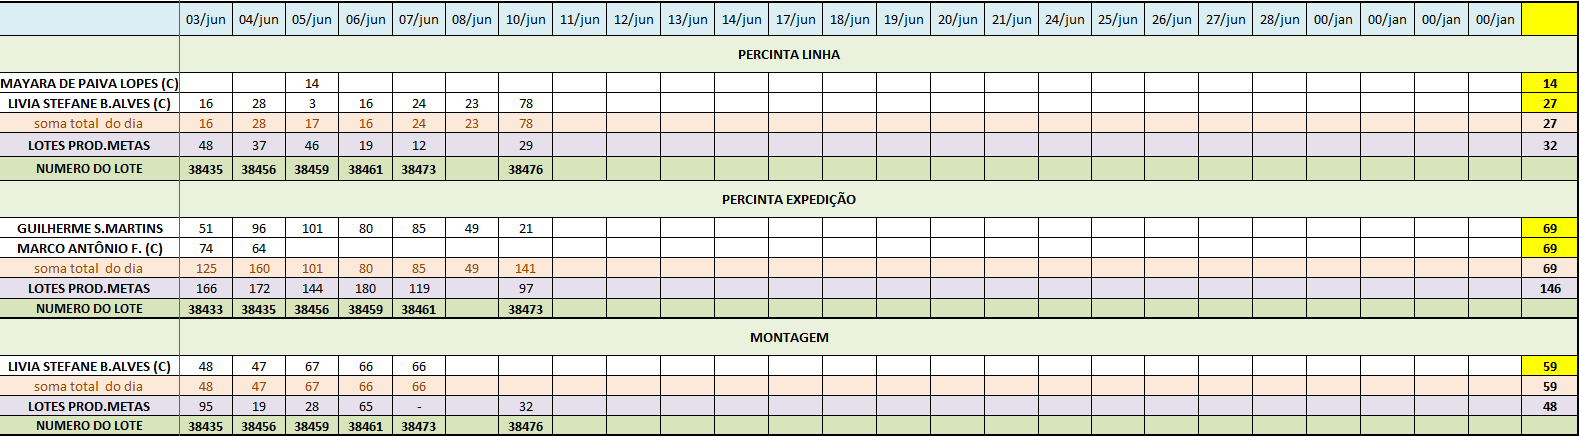 03/jun 04/jun 05/jun 06/jun 07/jun 08/jun 10/jun 11/jun 12/jun 13/jun 14/jun 17/jun 18/jun 19/jun 20/jun 21/jun 24/jun 25/jun 26/jun 27/jun 28/jun 00/jan 00/jan 00/jan 00/jan
PERCINTA LINHA
MAYARA DE PAIVA LOPES (C) 14 14
LIVIA STEFANE B.ALVES (C) 16 28 3 16 24 23 78 27
soma total do dia 16 28 17 16 24 23 78 27
LOTES PROD.METAS 48 37 46 19 12 29 32
NUMERO DO LOTE 38435 38456 38459 38461 38473 38476
PERCINTA EXPEDIÇÃO
GUILHERME S.MARTINS 51 96 101 80 85 49 21 69
MARCO ANTÔNIO F. (C) 74 64 69
soma total do dia 125 160 101 80 85 49 141 69
LOTES PROD.METAS 166 172 144 180 119 97 146
NUMERO DO LOTE 38433 38435 38456 38459 38461 38473
MONTAGEM
LIVIA STEFANE B.ALVES (C) 48 47 67 66 66 59
soma total do dia 48 47 67 66 66 59
LOTES PROD.METAS 95 19 28 65 - 32 48
NUMERO DO LOTE 38435 38456 38459 38461 38473 38476